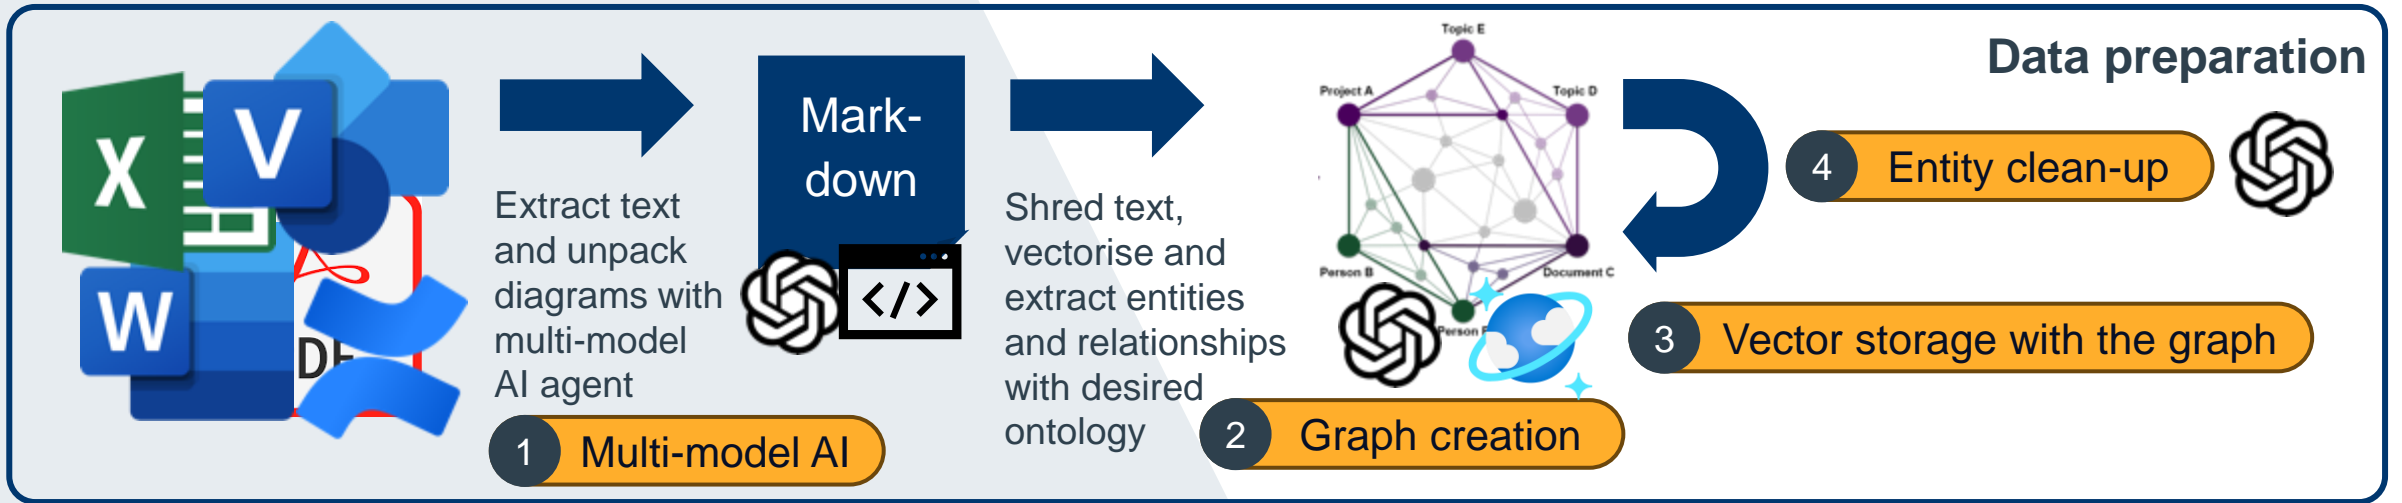 Data preparation
X
V
W
DF
Extract text
and unpack
diagrams with
multi-model
AI agent
1 Multi-model AI
Mark-
down
</>
Shred text,
vectorise and
extract entities
and relationships
with desired
ontology
2 Graph creation
Topic E
Project A
Topic D
Person B
Document C
Person
3 Vector storage with the graph
4 Entity clean-up